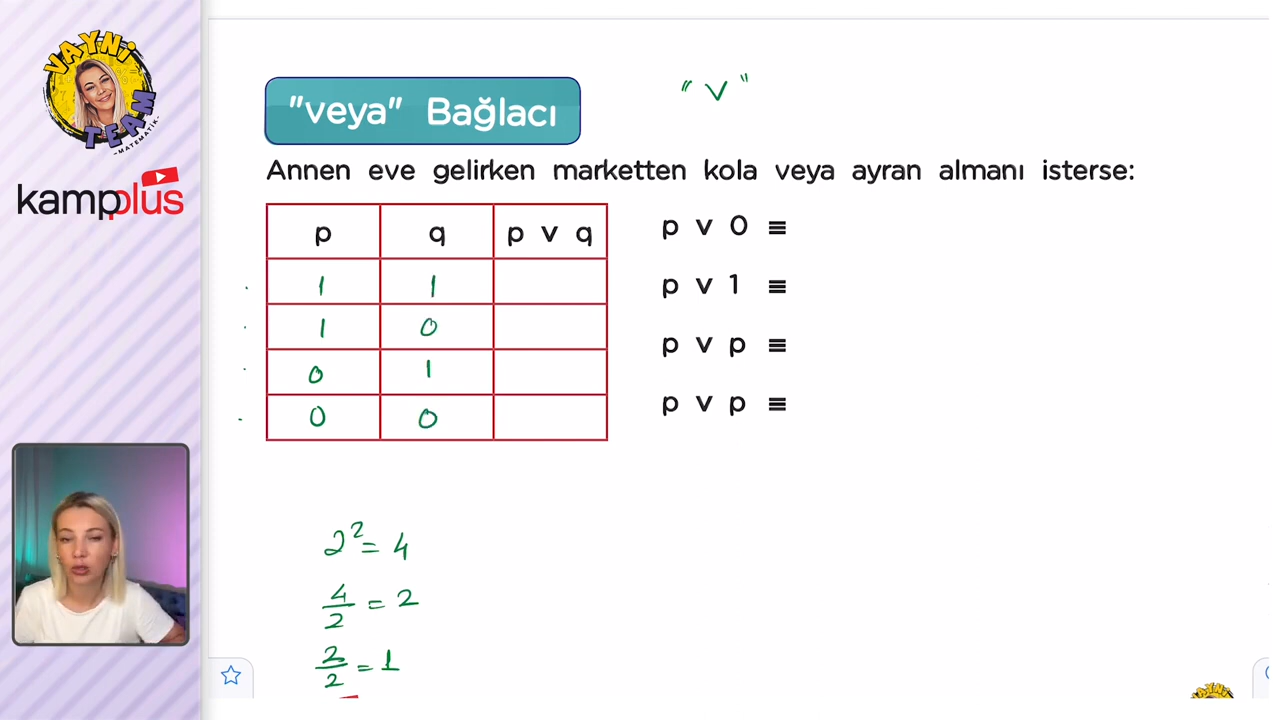 VAYNİ
TEAM
-MATEMATİK-
kampplus
"veya" Bağlacı
"v"
Annen eve gelirken marketten kola veya ayran almanı isterse:
p q p v q
1 1
1 0
0 1
0 0
p v 0 ≡
p v 1 ≡
p v p ≡
p v p ≡
2² = 4
4/2 = 2
2/2 = 1